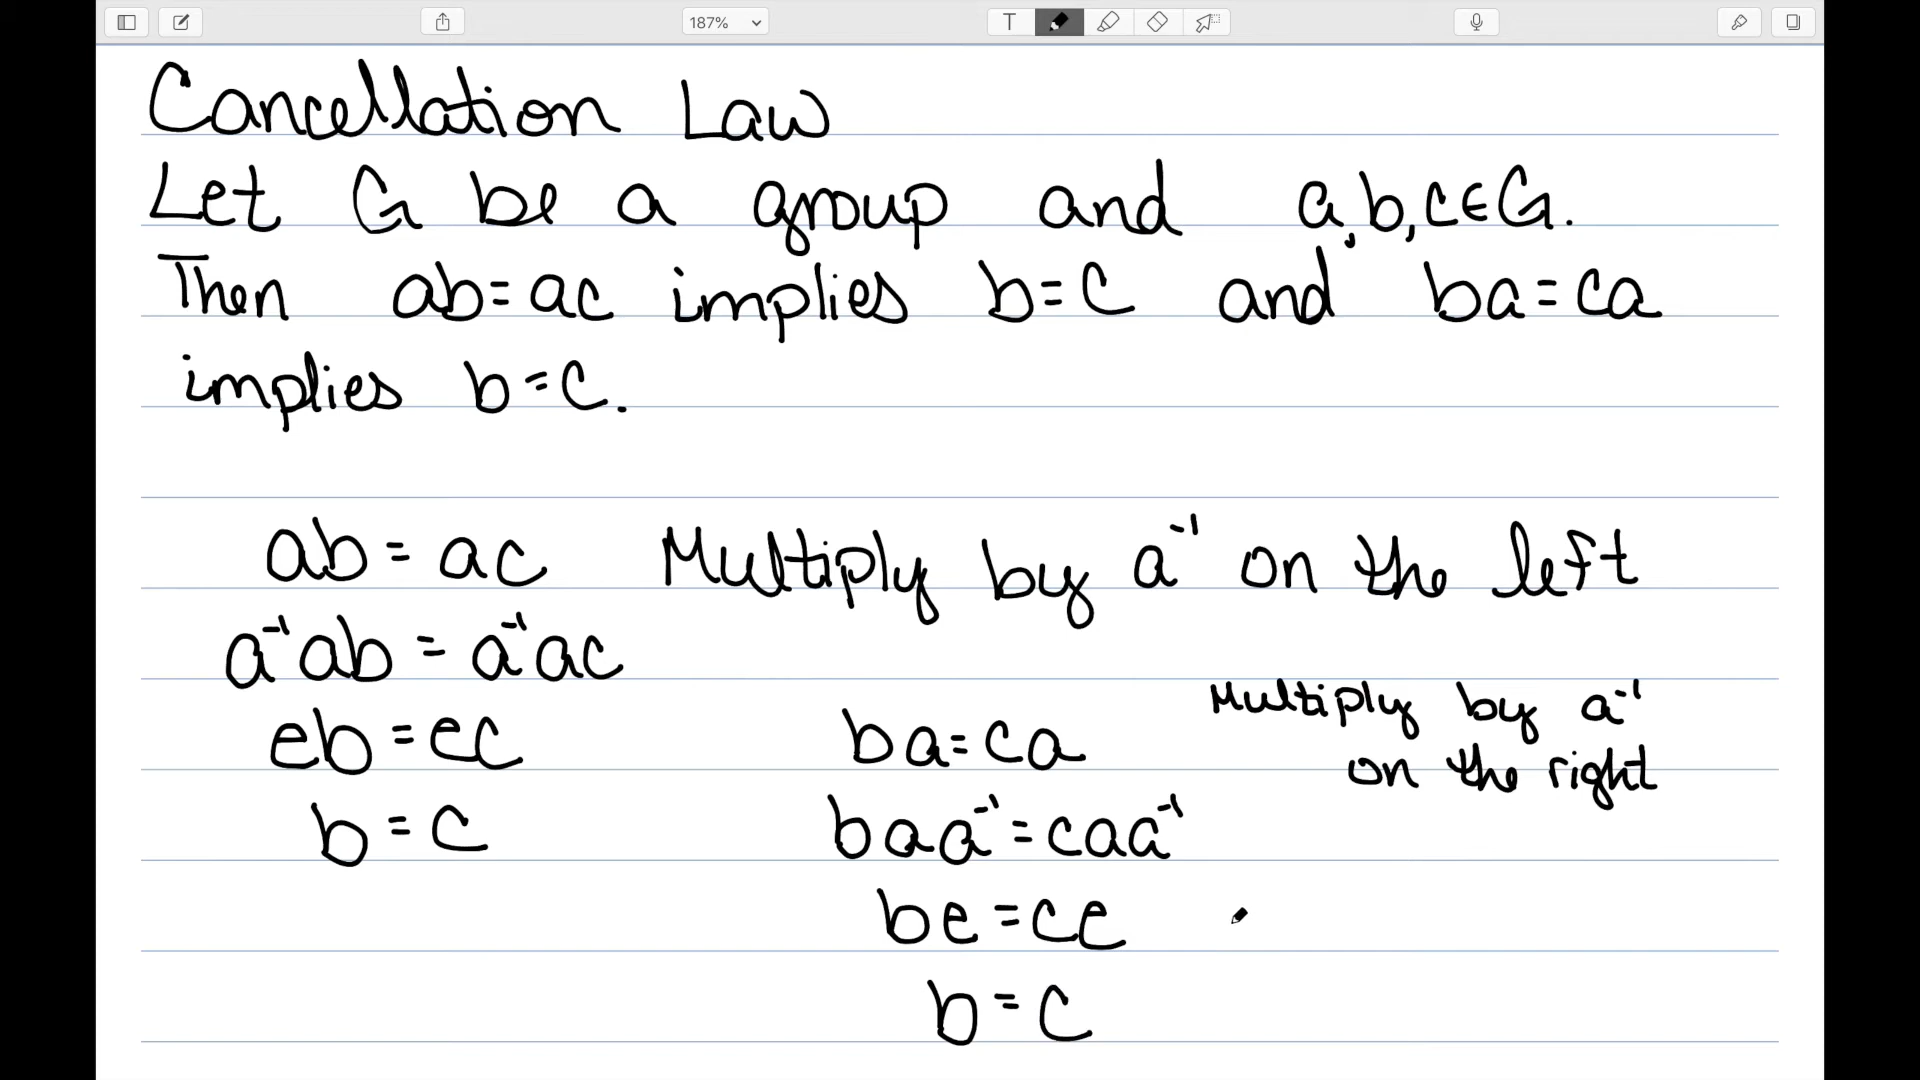 187%
T
Cancellation Law
Let G be a group and a,b,c∈G.
Then ab=ac implies b=c and ba=ca
implies b=c.
ab=ac Multiply by a⁻¹ on the left
a⁻¹ab=a⁻¹ac
eb=ec
b=c
Multiply by a⁻¹
on the right
ba=ca
baa⁻¹=caa⁻¹
be=ce
b=c